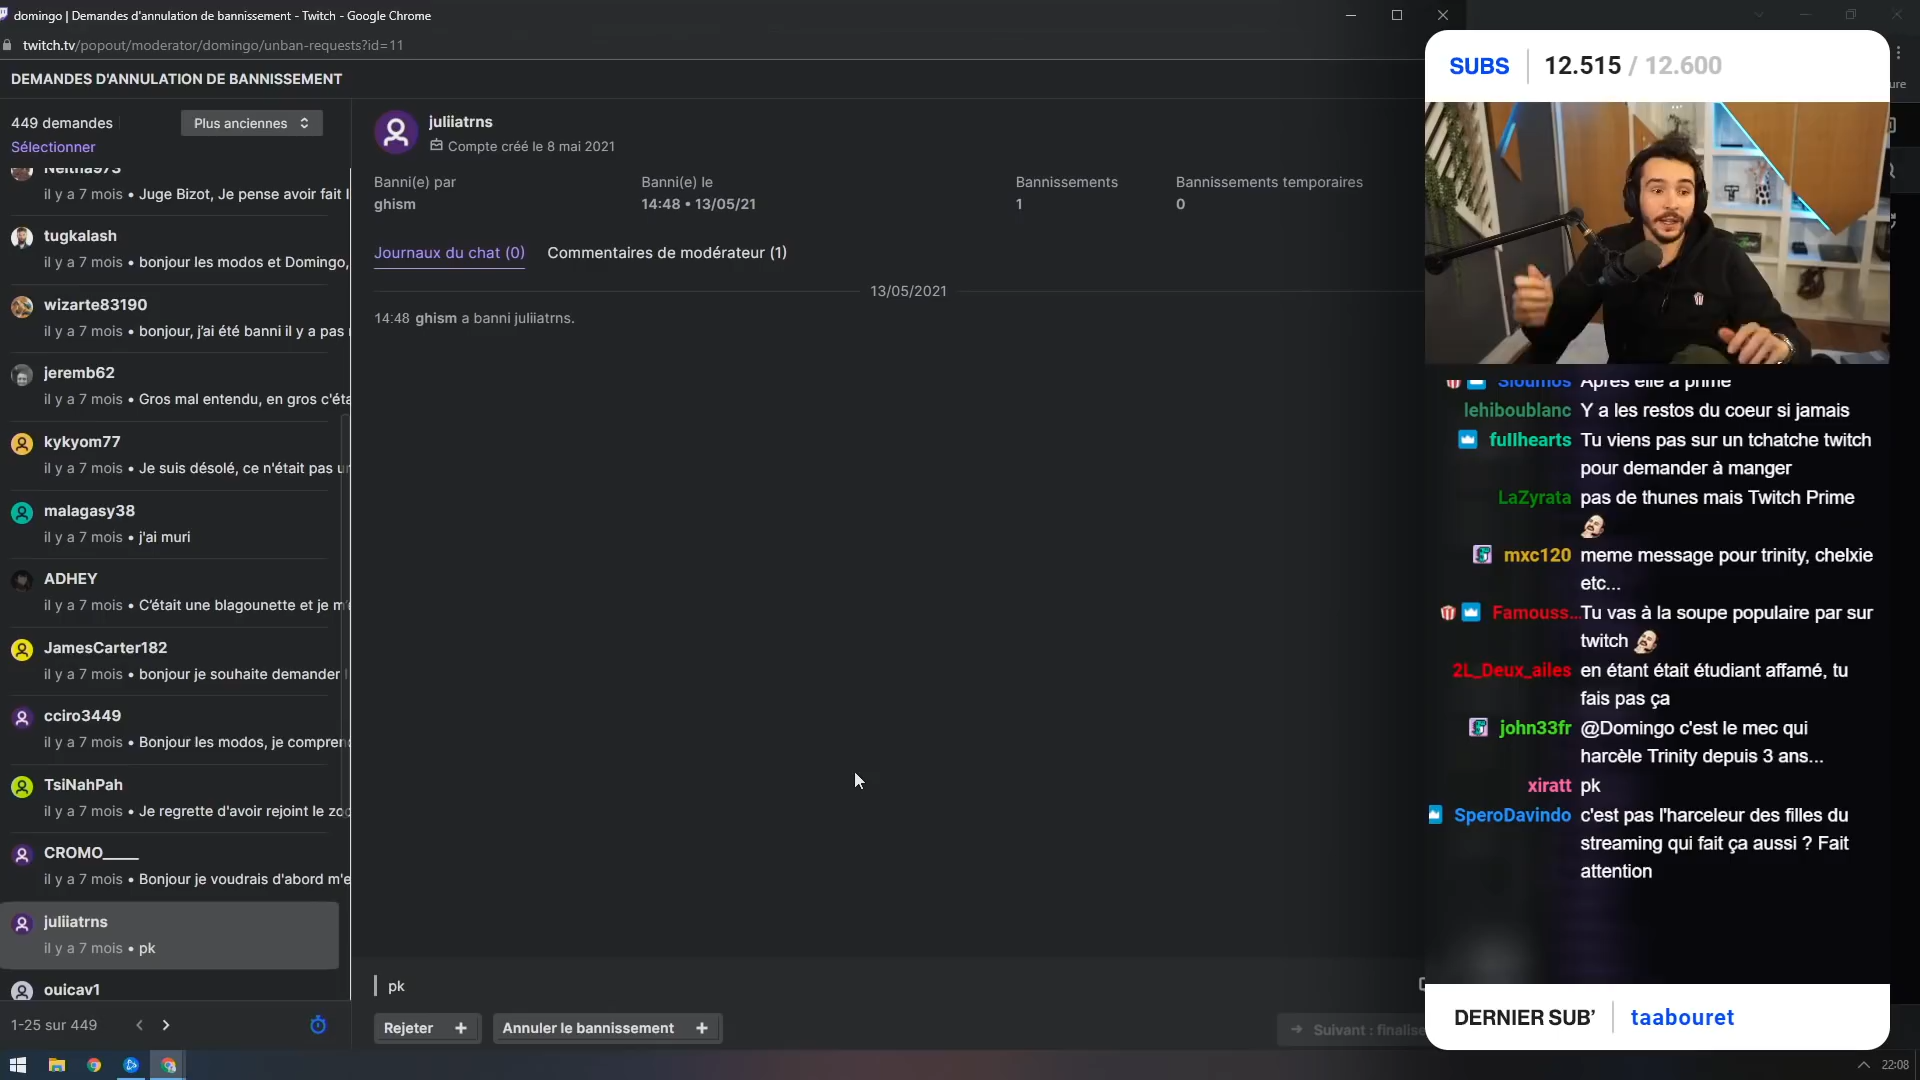 domingo | Demandes d'annulation de bannissement - Twitch - Google Chrome
twitch.tv/popout/moderator/domingo/unban-requests?id=11
DEMANDES D'ANNULATION DE BANNISSEMENT
449 demandes
Plus anciennes
Sélectionner
il y a 7 mois • Juge Bizot, Je pense avoir fait
tugkalash
il y a 7 mois • bonjour les modos et Domingo,
wizarte83190
il y a 7 mois • bonjour, j'ai été banni il y a pas
jeremb62
il y a 7 mois • Gros mal entendu, en gros c'éta
kykyom77
il y a 7 mois • Je suis désolé, ce n'était pas u
malagasy38
il y a 7 mois • j'ai muri
ADHEY
il y a 7 mois • C'était une blagounette et je m'
JamesCarter182
il y a 7 mois • bonjour je souhaite demander
cciro3449
il y a 7 mois • Bonjour les modos, je compren
TsiNahPah
il y a 7 mois • Je regrette d'avoir rejoint le zo
CROMO_____
il y a 7 mois • Bonjour je voudrais d'abord m'e
juliiatrns
il y a 7 mois • pk
ouicav1
1-25 sur 449
juliiatrns
Compte créé le 8 mai 2021
Banni(e) par
ghism
Banni(e) le
14:48 • 13/05/21
Bannissements
1
Bannissements temporaires
0
Journaux du chat (0)
Commentaires de modérateur (1)
13/05/2021
14:48 ghism a banni juliiatrns.
pk
Rejeter +
Annuler le bannissement +
Suivant : finalise
SUBS 12.515 / 12.600
Sloumos Après elle a prime
lehiboublanc Y a les restos du coeur si jamais
fullhearts Tu viens pas sur un tchatche twitch
pour demander à manger
LaZyrata pas de thunes mais Twitch Prime
mxc120 meme message pour trinity, chelxie
etc...
Famouss... Tu vas à la soupe populaire par sur
twitch
2L_Deux_ailes en étant était étudiant affamé, tu
fais pas ça
john33fr @Domingo c'est le mec qui
harcèle Trinity depuis 3 ans...
xiratt pk
SperoDavindo c'est pas l'harceleur des filles du
streaming qui fait ça aussi ? Fait
attention
DERNIER SUB' taabouret
22:08